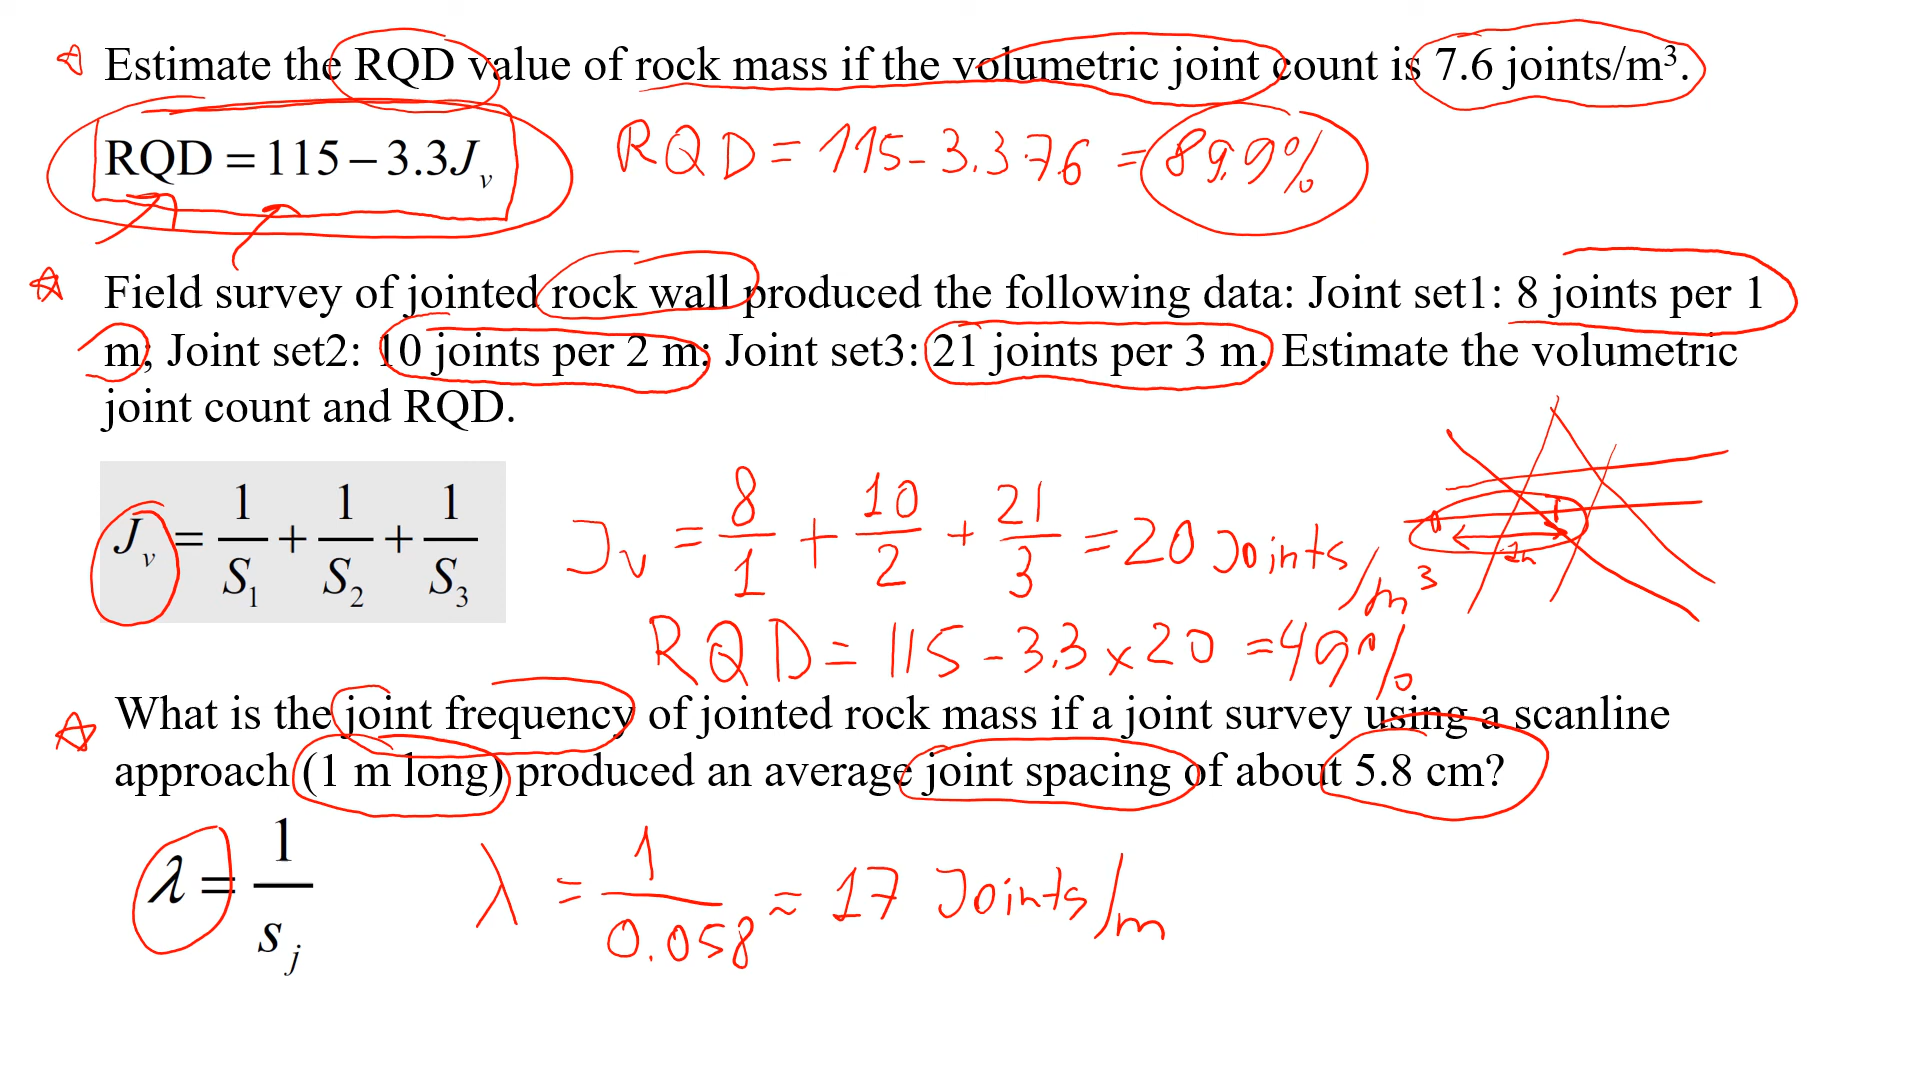 Estimate the RQD value of rock mass if the volumetric joint count is 7.6 joints/m³.
RQD = 115 – 3.3Jᵥ
RQD = 115 - 3.3·7.6 = 89.9%
Field survey of jointed rock wall produced the following data: Joint set1: 8 joints per 1
m; Joint set2: 10 joints per 2 m; Joint set3: 21 joints per 3 m. Estimate the volumetric
joint count and RQD.
Jᵥ = 1/S₁ + 1/S₂ + 1/S₃
Jᵥ = 8/1 + 10/2 + 21/3 = 20 Joints/m³
RQD = 115 - 3.3 x 20 = 49%
What is the joint frequency of jointed rock mass if a joint survey using a scanline
approach (1 m long) produced an average joint spacing of about 5.8 cm?
λ = 1/sⱼ
λ = 1/0.058 ≈ 17 Joints/m